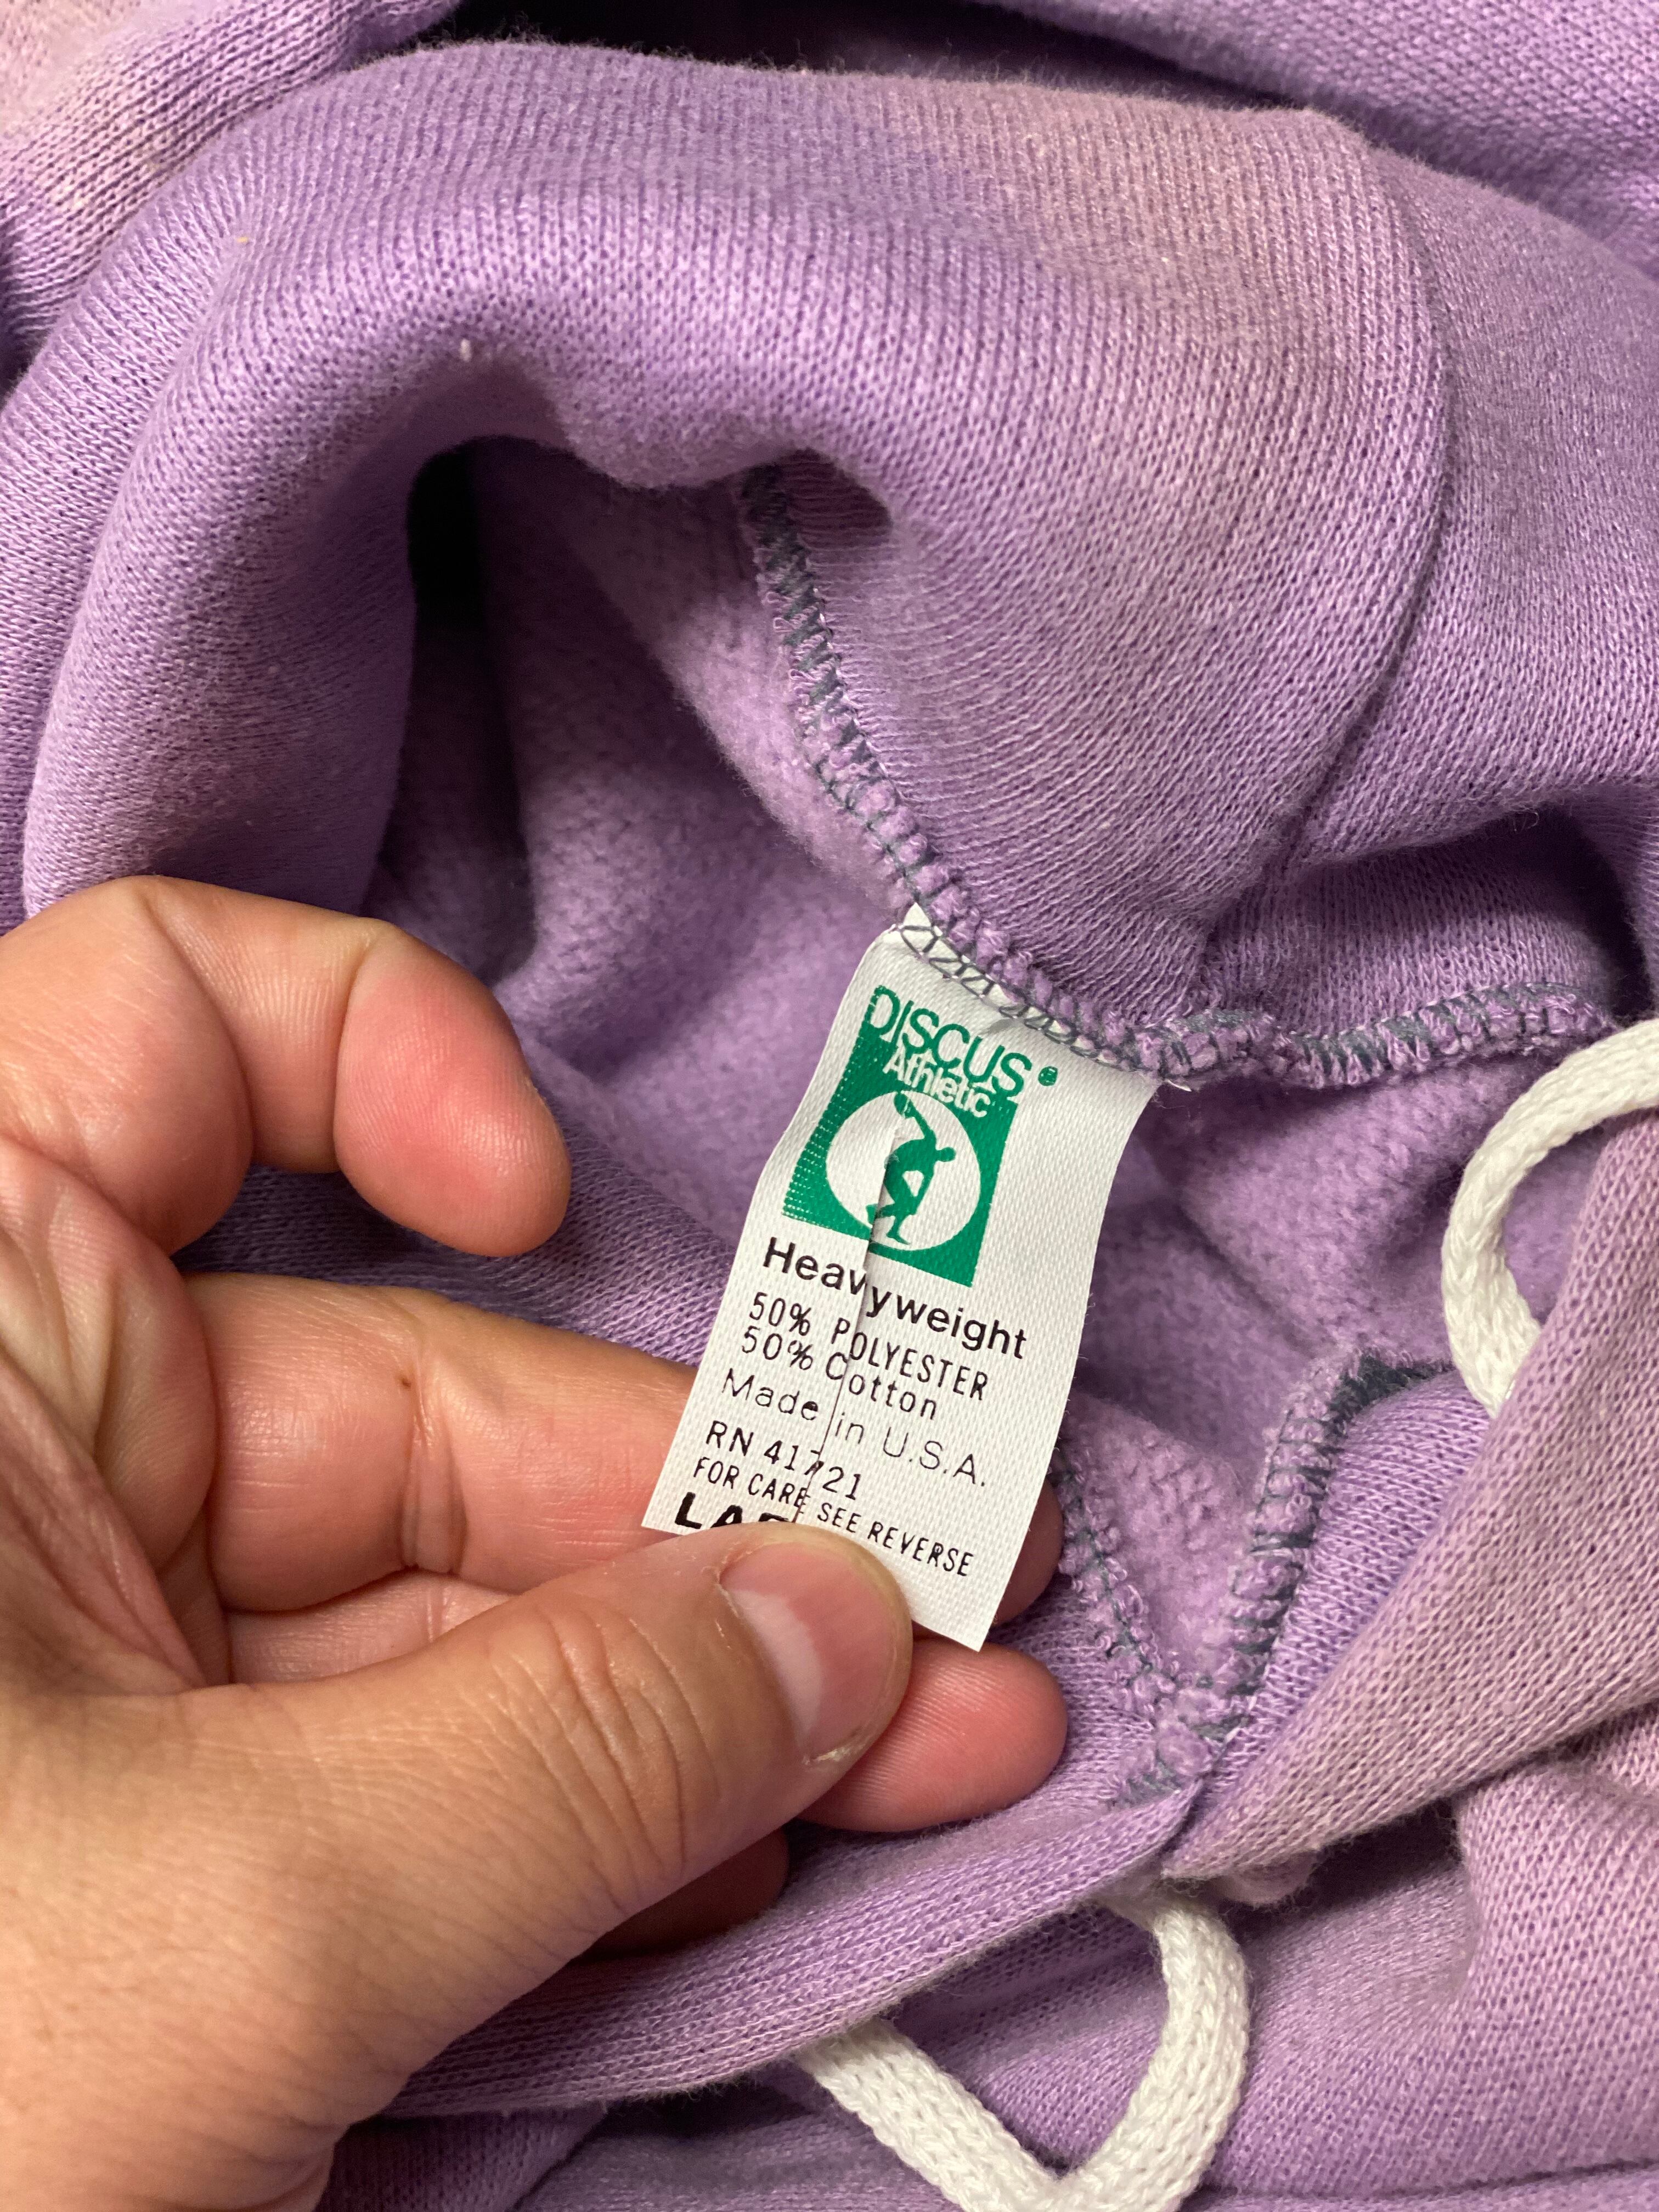 DISCUS
Athletic
Heavyweight
50% POLYESTER
50% Cotton
Made in U.S.A.
RN 41721
FOR CARE SEE REVERSE